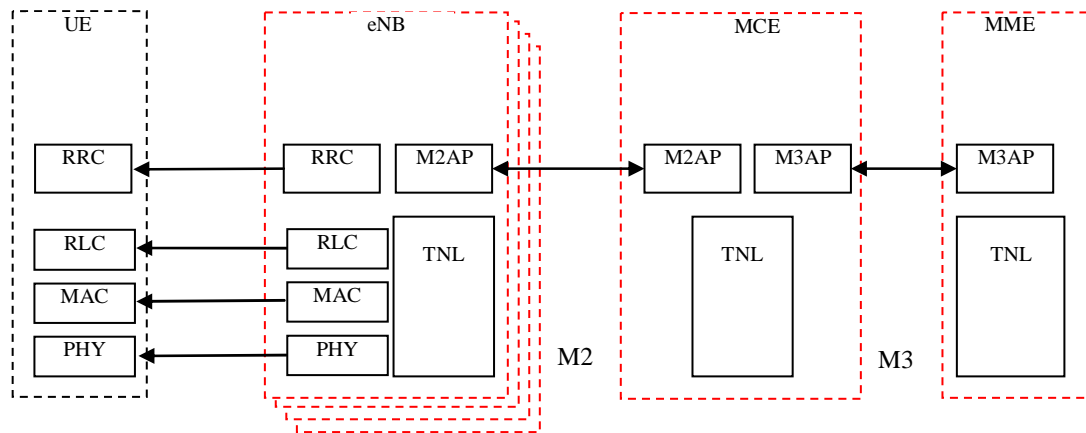 UE
eNB
MCE
MME
RRC
RRC
M2AP
M2AP
M3AP
M3AP
RLC
RLC
TNL
TNL
TNL
MAC
MAC
PHY
PHY
M2
M3